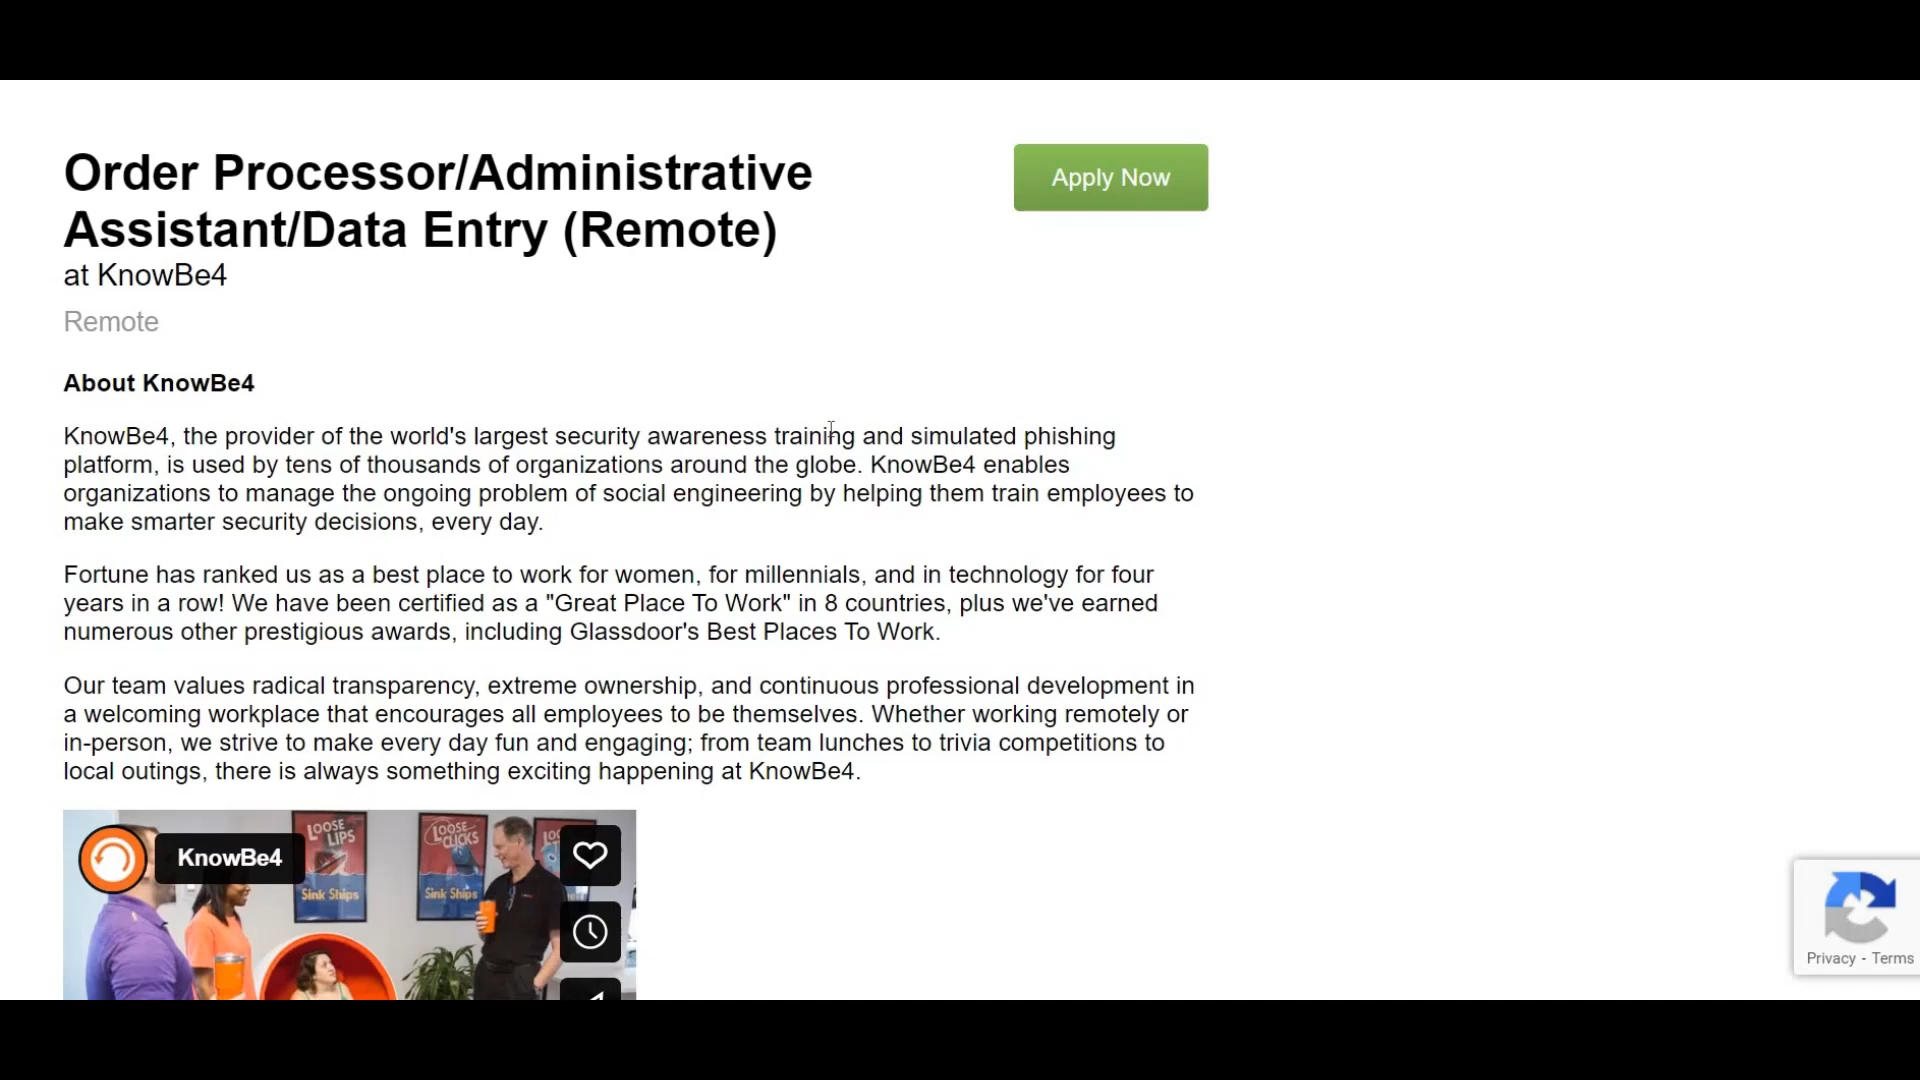 Order Processor/Administrative
Assistant/Data Entry (Remote)
Apply Now
at KnowBe4
Remote
About KnowBe4
KnowBe4, the provider of the world's largest security awareness training and simulated phishing
platform, is used by tens of thousands of organizations around the globe. KnowBe4 enables
organizations to manage the ongoing problem of social engineering by helping them train employees to
make smarter security decisions, every day.
Fortune has ranked us as a best place to work for women, for millennials, and in technology for four
years in a row! We have been certified as a "Great Place To Work" in 8 countries, plus we've earned
numerous other prestigious awards, including Glassdoor's Best Places To Work.
Our team values radical transparency, extreme ownership, and continuous professional development in
a welcoming workplace that encourages all employees to be themselves. Whether working remotely or
in-person, we strive to make every day fun and engaging; from team lunches to trivia competitions to
local outings, there is always something exciting happening at KnowBe4.
KnowBe4
LOOSE
LIPS
Sink Ships
LOOSE
CLICKS
Sink Ships
Privacy - Terms